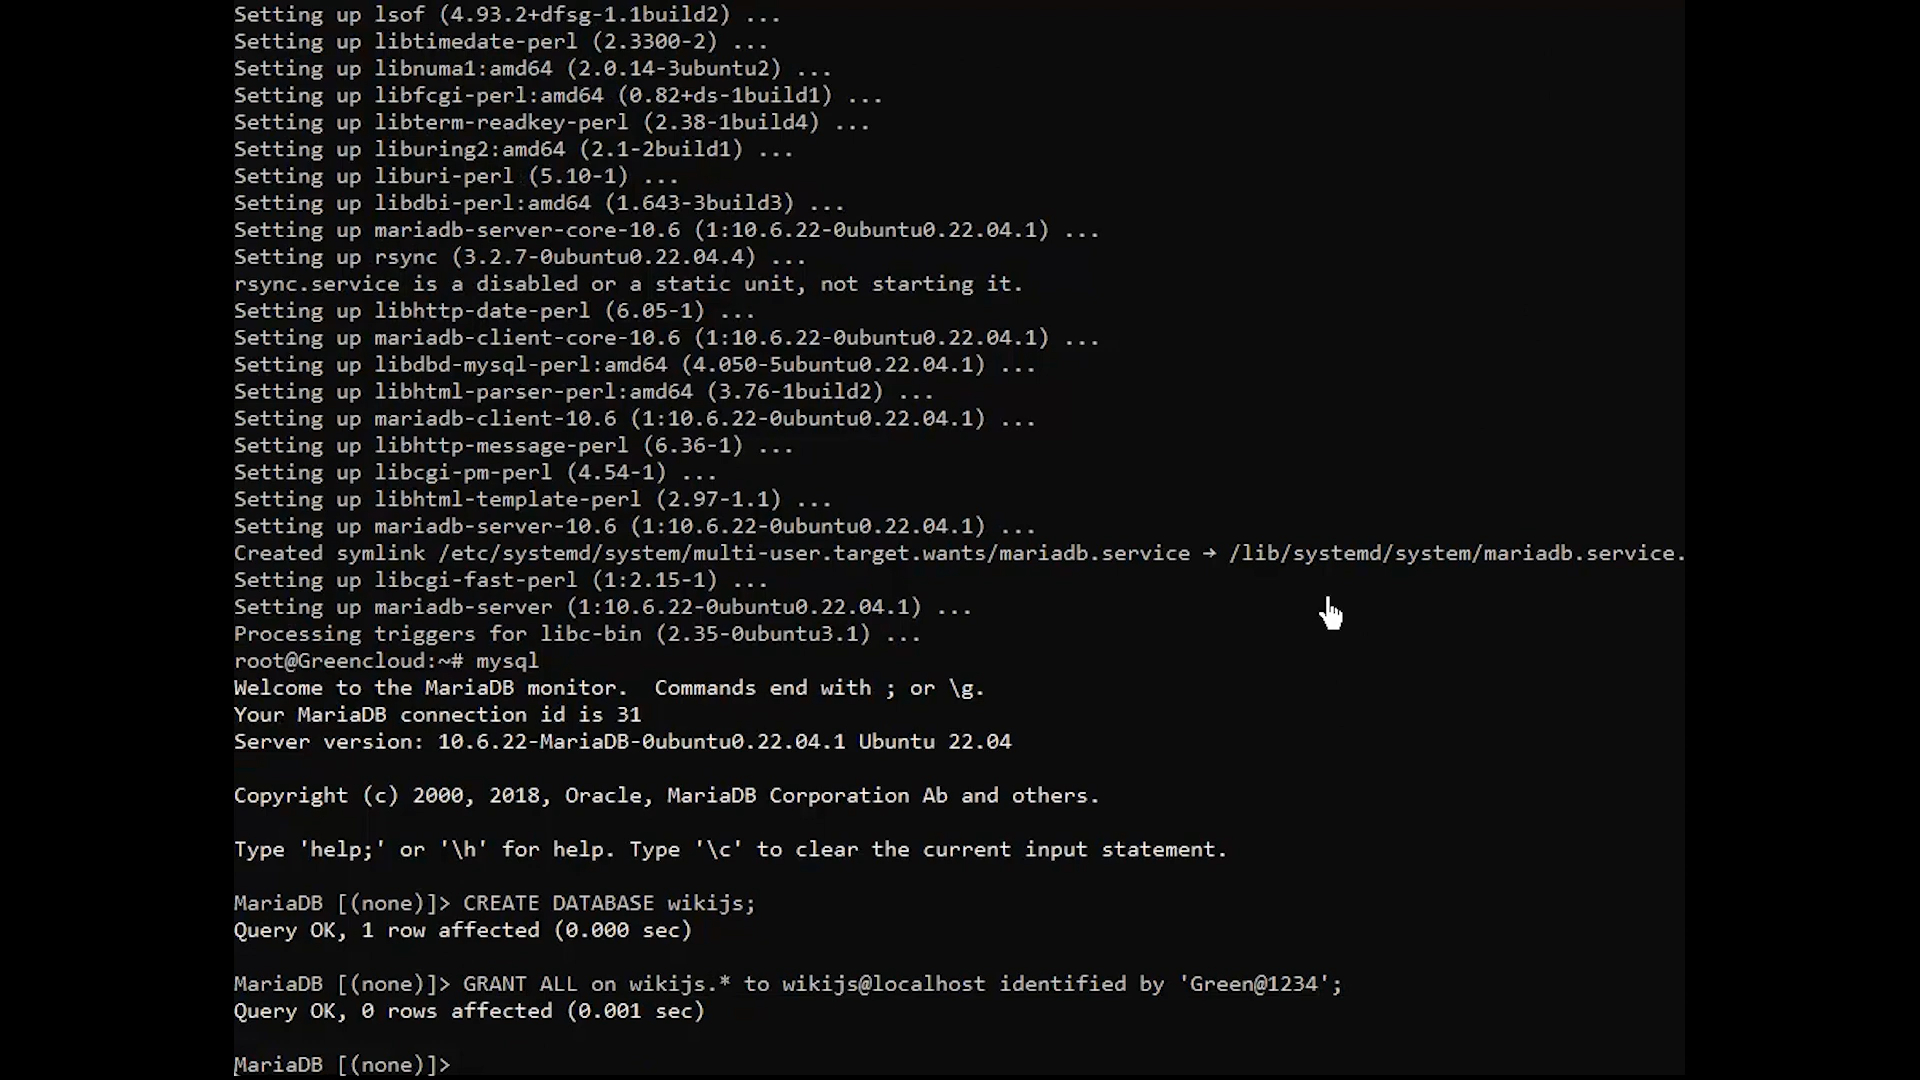 Setting up lsof (4.93.2+dfsg-1.1build2) ...
Setting up libtimedate-perl (2.3300-2) ...
Setting up libnuma1:amd64 (2.0.14-3ubuntu2) ...
Setting up libfcgi-perl:amd64 (0.82+ds-1build1) ...
Setting up libterm-readkey-perl (2.38-1build4) ...
Setting up liburing2:amd64 (2.1-2build1) ...
Setting up liburi-perl (5.10-1) ...
Setting up libdbi-perl:amd64 (1.643-3build3) ...
Setting up mariadb-server-core-10.6 (1:10.6.22-0ubuntu0.22.04.1) ...
Setting up rsync (3.2.7-0ubuntu0.22.04.4) ...
rsync.service is a disabled or a static unit, not starting it.
Setting up libhttp-date-perl (6.05-1) ...
Setting up mariadb-client-core-10.6 (1:10.6.22-0ubuntu0.22.04.1) ...
Setting up libdbd-mysql-perl:amd64 (4.050-5ubuntu0.22.04.1) ...
Setting up libhtml-parser-perl:amd64 (3.76-1build2) ...
Setting up mariadb-client-10.6 (1:10.6.22-0ubuntu0.22.04.1) ...
Setting up libhttp-message-perl (6.36-1) ...
Setting up libcgi-pm-perl (4.54-1) ...
Setting up libhtml-template-perl (2.97-1.1) ...
Setting up mariadb-server-10.6 (1:10.6.22-0ubuntu0.22.04.1) ...
Created symlink /etc/systemd/system/multi-user.target.wants/mariadb.service → /lib/systemd/system/mariadb.service.
Setting up libcgi-fast-perl (1:2.15-1) ...
Setting up mariadb-server (1:10.6.22-0ubuntu0.22.04.1) ...
Processing triggers for libc-bin (2.35-0ubuntu3.1) ...
root@Greencloud:~# mysql
Welcome to the MariaDB monitor.  Commands end with ; or \g.
Your MariaDB connection id is 31
Server version: 10.6.22-MariaDB-0ubuntu0.22.04.1 Ubuntu 22.04
Copyright (c) 2000, 2018, Oracle, MariaDB Corporation Ab and others.
Type 'help;' or '\h' for help. Type '\c' to clear the current input statement.
MariaDB [(none)]> CREATE DATABASE wikijs;
Query OK, 1 row affected (0.000 sec)
MariaDB [(none)]> GRANT ALL on wikijs.* to wikijs@localhost identified by 'Green@1234';
Query OK, 0 rows affected (0.001 sec)
MariaDB [(none)]>